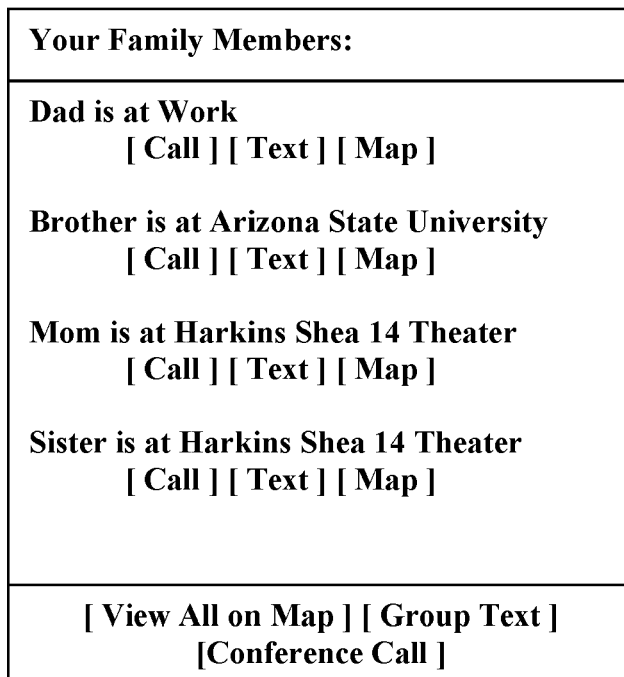 Your Family Members:
Dad is at Work
[ Call ] [ Text ] [ Map ]
Brother is at Arizona State University
[ Call ] [ Text ] [ Map ]
Mom is at Harkins Shea 14 Theater
[ Call ] [ Text ] [ Map ]
Sister is at Harkins Shea 14 Theater
[ Call ] [ Text ] [ Map ]
[ View All on Map ] [ Group Text ]
[Conference Call ]